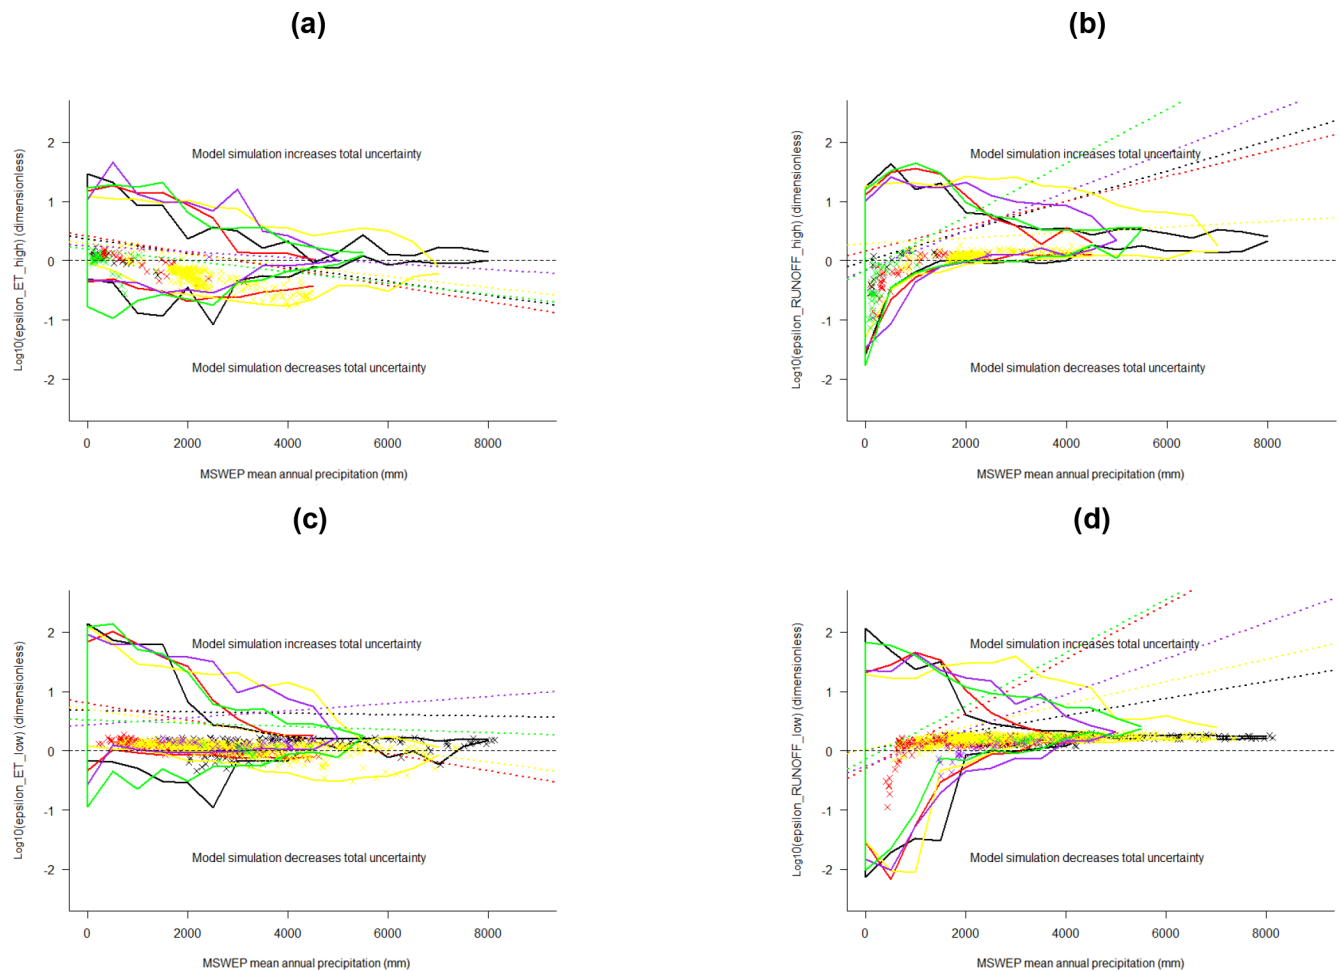 (a)
(b)
Log10(epsilon_ET_high) (dimensionless)
2
1
0
-1
-2
Model simulation increases total uncertainty
Model simulation decreases total uncertainty
0 2000 4000 6000 8000
MSWEP mean annual precipitation (mm)
Log10(epsilon_RUNOFF_high) (dimensionless)
2
1
0
-1
-2
Model simulation increases total uncertainty
Model simulation decreases total uncertainty
0 2000 4000 6000 8000
MSWEP mean annual precipitation (mm)
(c)
(d)
Log10(epsilon_ET_low) (dimensionless)
2
1
0
-1
-2
Model simulation increases total uncertainty
Model simulation decreases total uncertainty
0 2000 4000 6000 8000
MSWEP mean annual precipitation (mm)
Log10(epsilon_RUNOFF_low) (dimensionless)
2
1
0
-1
-2
Model simulation increases total uncertainty
Model simulation decreases total uncertainty
0 2000 4000 6000 8000
MSWEP mean annual precipitation (mm)